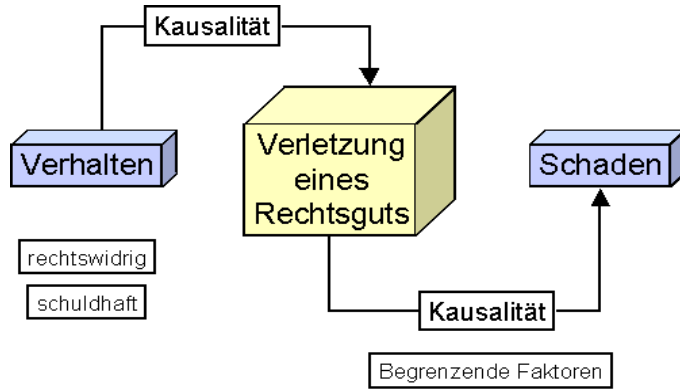 Kausalität
Verhalten
Verletzung
eines
Rechtsguts
Schaden
rechtswidrig
schuldhaft
Kausalität
Begrenzende Faktoren